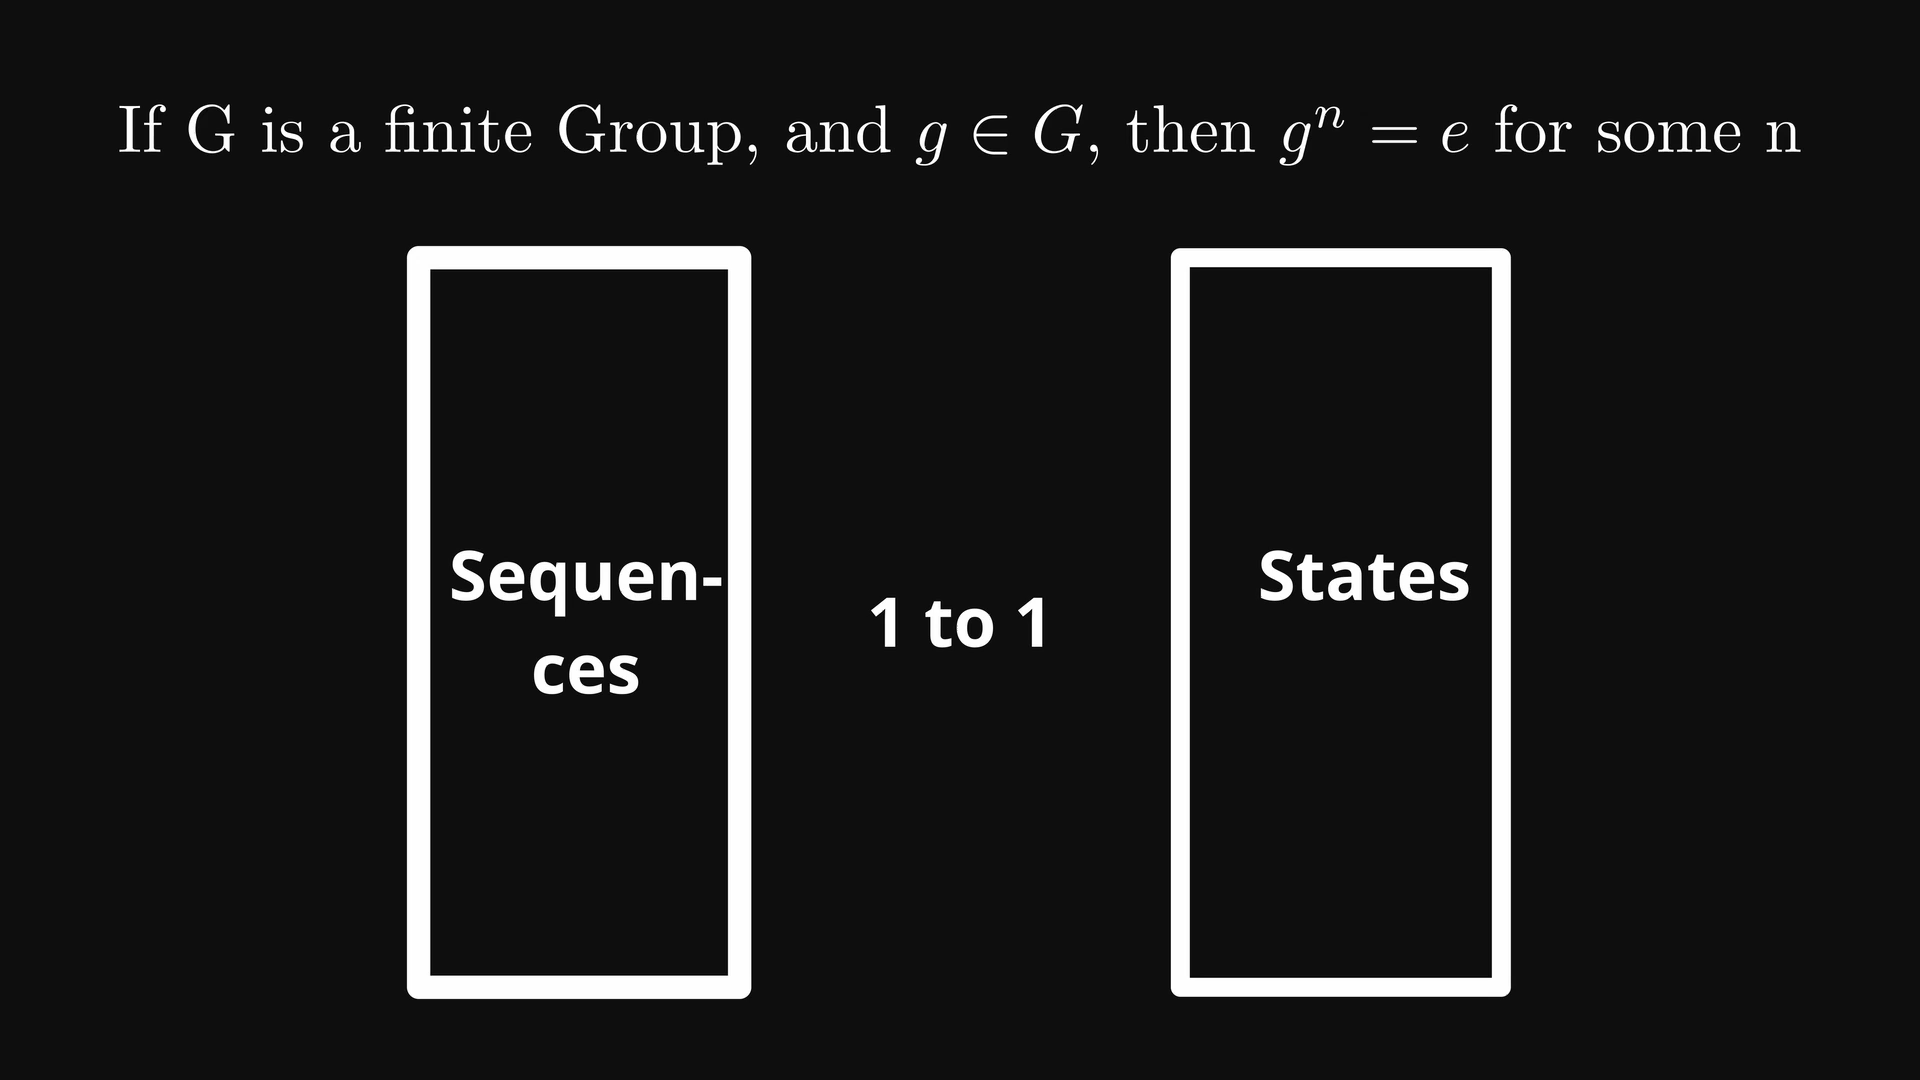 If G is a finite Group, and g ∈ G, then gⁿ = e for some n
Sequen-
ces
1 to 1
States